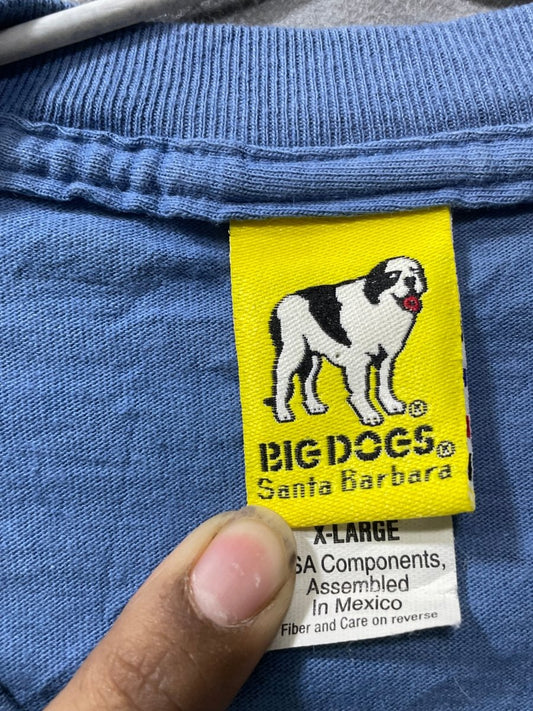 ®
BIG DOGS®
Santa Barbara
X-LARGE
SA Components,
Assembled
In Mexico
Fiber and Care on reverse